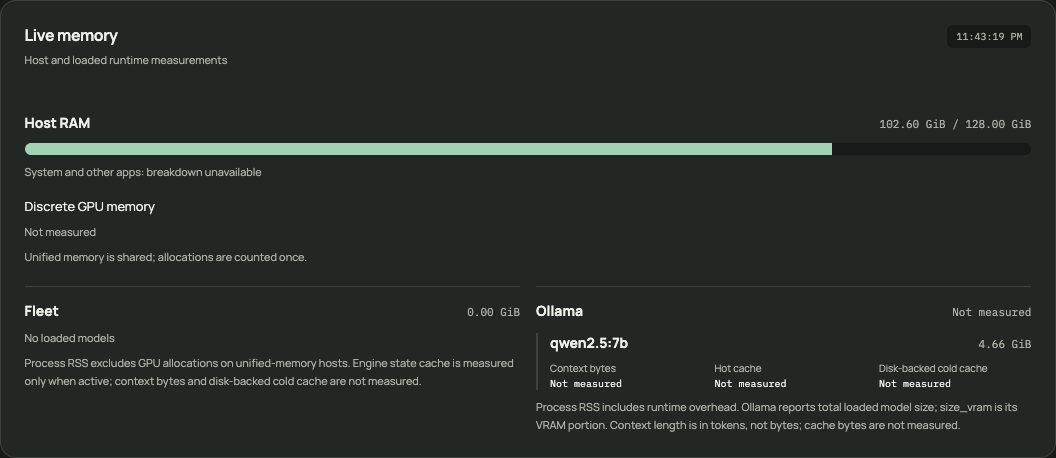 Live memory
11:43:19 PM
Host and loaded runtime measurements
Host RAM
102.60 GiB / 128.00 GiB
System and other apps: breakdown unavailable
Discrete GPU memory
Not measured
Unified memory is shared; allocations are counted once.
Fleet
0.00 GiB
No loaded models
Process RSS excludes GPU allocations on unified-memory hosts. Engine state cache is measured
only when active; context bytes and disk-backed cold cache are not measured.
Ollama
Not measured
qwen2.5:7b
4.66 GiB
Context bytes
Hot cache
Disk-backed cold cache
Not measured
Not measured
Not measured
Process RSS includes runtime overhead. Ollama reports total loaded model size; size_vram is its
VRAM portion. Context length is in tokens, not bytes; cache bytes are not measured.